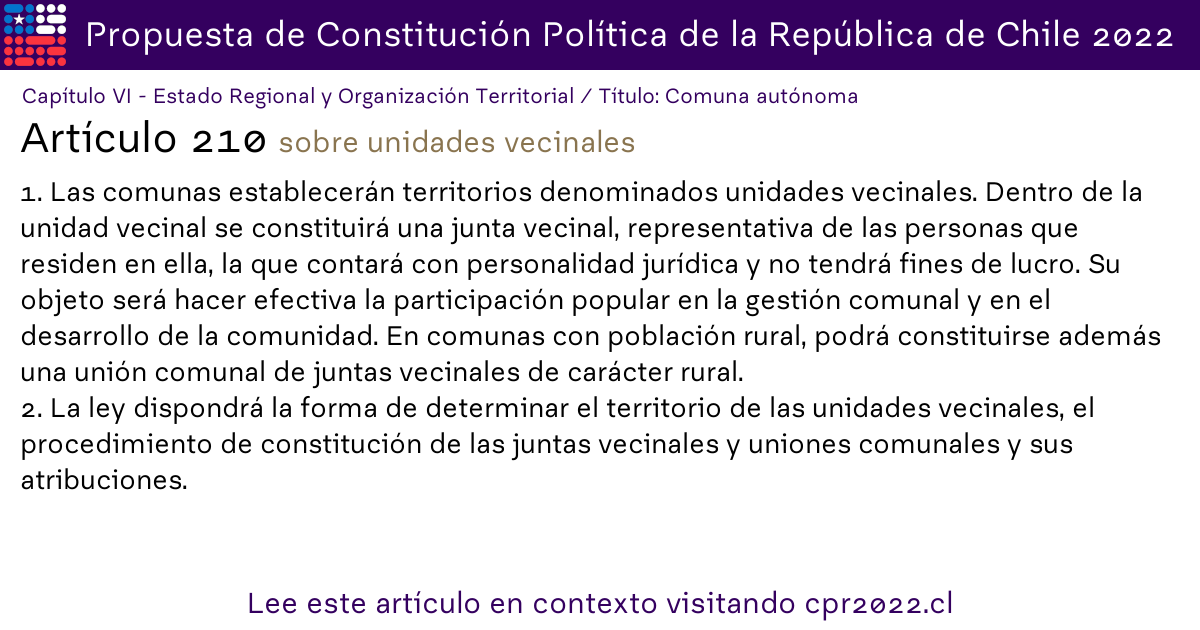 Propuesta de Constitución Política de la República de Chile 2022
Capítulo VI - Estado Regional y Organización Territorial / Título: Comuna autónoma
Artículo 210 sobre unidades vecinales
1. Las comunas establecerán territorios denominados unidades vecinales. Dentro de la
unidad vecinal se constituirá una junta vecinal, representativa de las personas que
residen en ella, la que contará con personalidad jurídica y no tendrá fines de lucro. Su
objeto será hacer efectiva la participación popular en la gestión comunal y en el
desarrollo de la comunidad. En comunas con población rural, podrá constituirse además
una unión comunal de juntas vecinales de carácter rural.
2. La ley dispondrá la forma de determinar el territorio de las unidades vecinales, el
procedimiento de constitución de las juntas vecinales y uniones comunales y sus
atribuciones.
Lee este artículo en contexto visitando cpr2022.cl